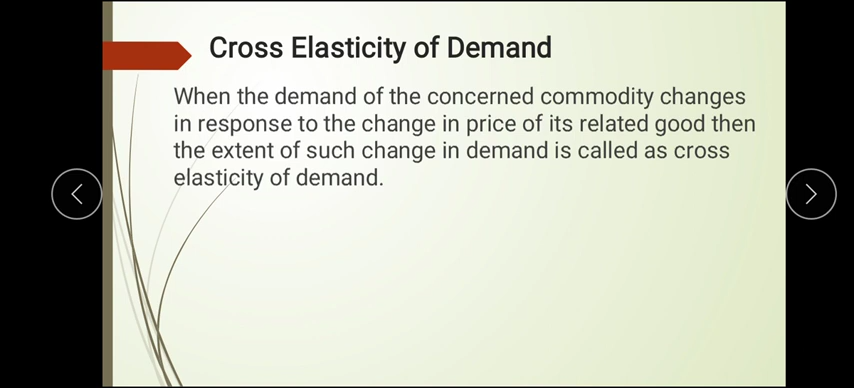 Cross Elasticity of Demand
When the demand of the concerned commodity changes
in response to the change in price of its related good then
the extent of such change in demand is called as cross
elasticity of demand.